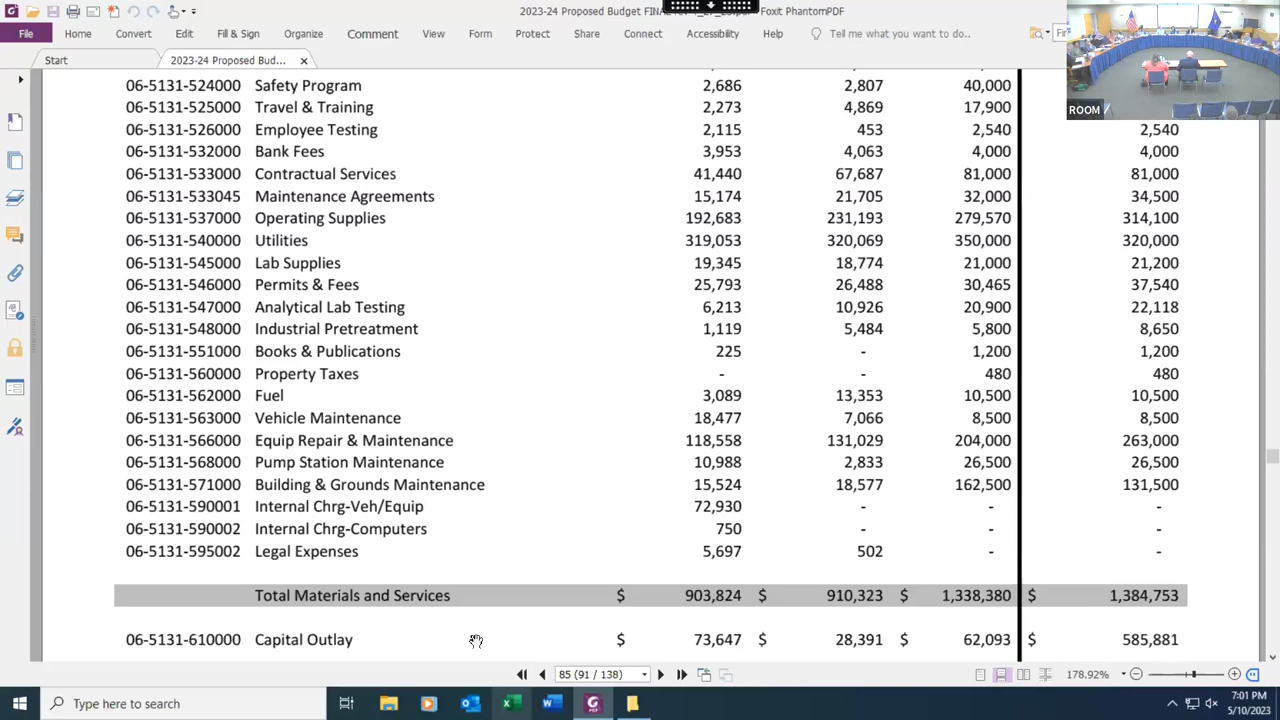 2023-24 Proposed Budget FINAL
Foxit PhantomPDF
File Home Convert Edit Fill & Sign Organize Comment View Form Protect Share Connect Accessibility Help Tell me what you want to do..
Start 2023-24 Proposed Bud...
ROOM
06-5131-524000 Safety Program 2,686 2,807 40,000
06-5131-525000 Travel & Training 2,273 4,869 17,900
06-5131-526000 Employee Testing 2,115 453 2,540 2,540
06-5131-532000 Bank Fees 3,953 4,063 4,000 4,000
06-5131-533000 Contractual Services 41,440 67,687 81,000 81,000
06-5131-533045 Maintenance Agreements 15,174 21,705 32,000 34,500
06-5131-537000 Operating Supplies 192,683 231,193 279,570 314,100
06-5131-540000 Utilities 319,053 320,069 350,000 320,000
06-5131-545000 Lab Supplies 19,345 18,774 21,000 21,200
06-5131-546000 Permits & Fees 25,793 26,488 30,465 37,540
06-5131-547000 Analytical Lab Testing 6,213 10,926 20,900 22,118
06-5131-548000 Industrial Pretreatment 1,119 5,484 5,800 8,650
06-5131-551000 Books & Publications 225 - 1,200 1,200
06-5131-560000 Property Taxes - - 480 480
06-5131-562000 Fuel 3,089 13,353 10,500 10,500
06-5131-563000 Vehicle Maintenance 18,477 7,066 8,500 8,500
06-5131-566000 Equip Repair & Maintenance 118,558 131,029 204,000 263,000
06-5131-568000 Pump Station Maintenance 10,988 2,833 26,500 26,500
06-5131-571000 Building & Grounds Maintenance 15,524 18,577 162,500 131,500
06-5131-590001 Internal Chrg-Veh/Equip 72,930 - - -
06-5131-590002 Internal Chrg-Computers 750 - - -
06-5131-595002 Legal Expenses 5,697 502 - -
Total Materials and Services $ 903,824 $ 910,323 $ 1,338,380 $ 1,384,753
06-5131-610000 Capital Outlay $ 73,647 $ 28,391 $ 62,093 $ 585,881
85 (91 / 138) 178.92%
Type here to search
7:01 PM
5/10/2023